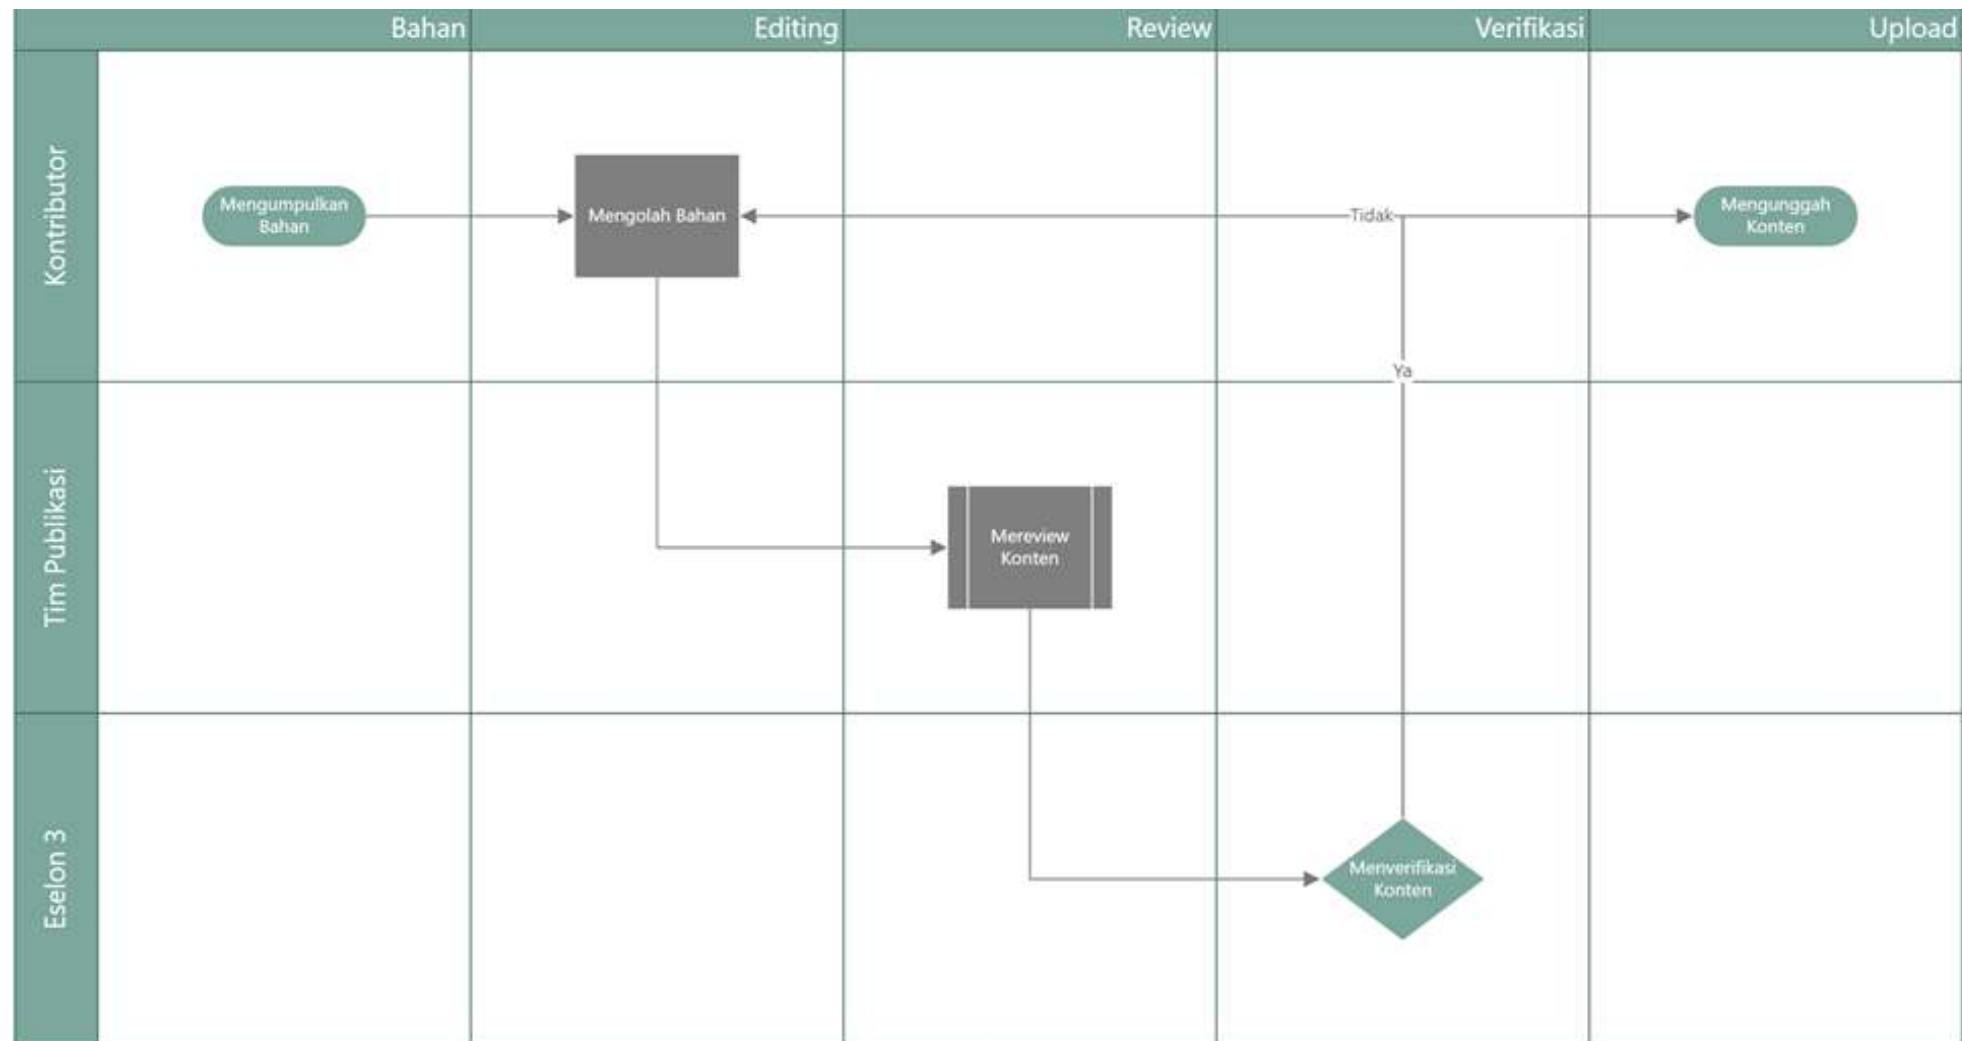 Bahan
Editing
Review
Verifikasi
Upload
Kontributor
Mengumpulkan
Bahan
Mengolah Bahan
Tidak
Mengunggah
Konten
Ya
Tim Publikasi
Mereview
Konten
Eselon 3
Menverifikasi
Konten